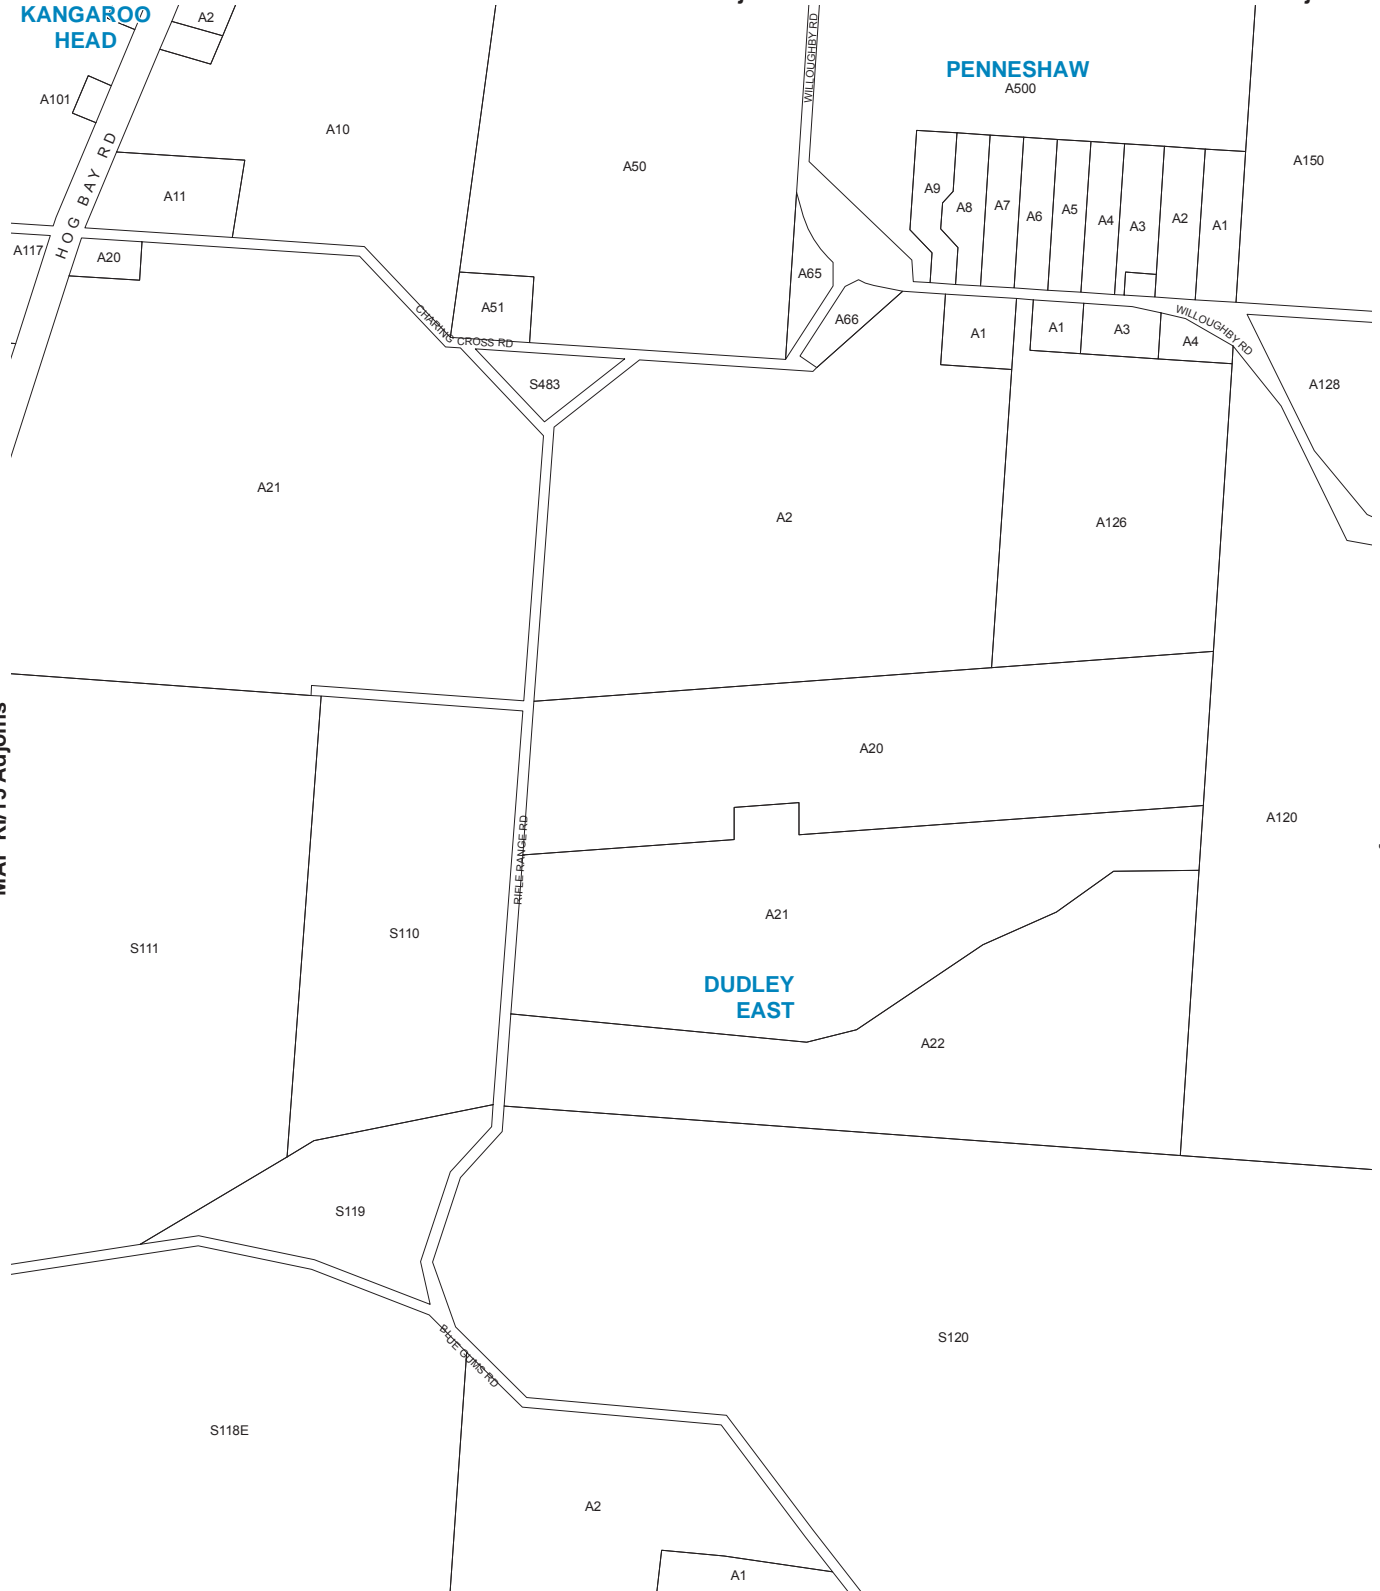 KANGAROO
HEAD
A2
WILLOUGHBY RD
PENNESHAW
A500
A101
A10
A50
A150
HOG BAY RD
A11
A9
A8
A7
A6
A5
A4
A3
A2
A1
A117
A20
A65
A51
A66
CHARING CROSS RD
A1
A1
A3
A4
WILLOUGHBY RD
S483
A128
A21
A2
A126
A20
A120
RIFLE RANGE RD
A21
S111
S110
DUDLEY
EAST
A22
S119
BLUE GUMS RD
S120
S118E
A2
A1